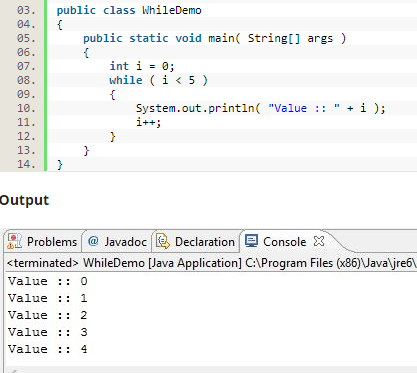 03. public class WhileDemo
04. {
05. public static void main( String[] args )
06. {
07. int i = 0;
08. while ( i < 5 )
09. {
10. System.out.println( "Value :: " + i );
11. i++;
12. }
13. }
14. }
Output
Problems @ Javadoc Declaration Console
<terminated> WhileDemo [Java Application] C:\Program Files (x86)\Java\jre6\
Value :: 0
Value :: 1
Value :: 2
Value :: 3
Value :: 4